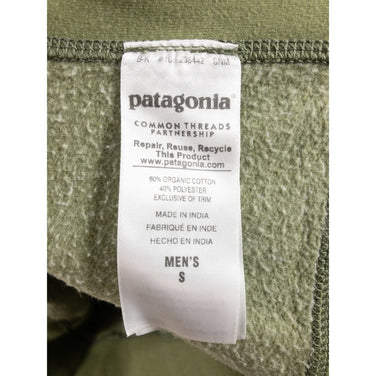 patagonia®
COMMON THREADS
PARTNERSHIP
Repair, Reuse, Recycle
This Product
www.patagonia.com
60% ORGANIC COTTON
40% POLYESTER
EXCLUSIVE OF TRIM
MADE IN INDIA
FABRIQUÉ EN INDE
HECHO EN INDIA
MEN'S
S